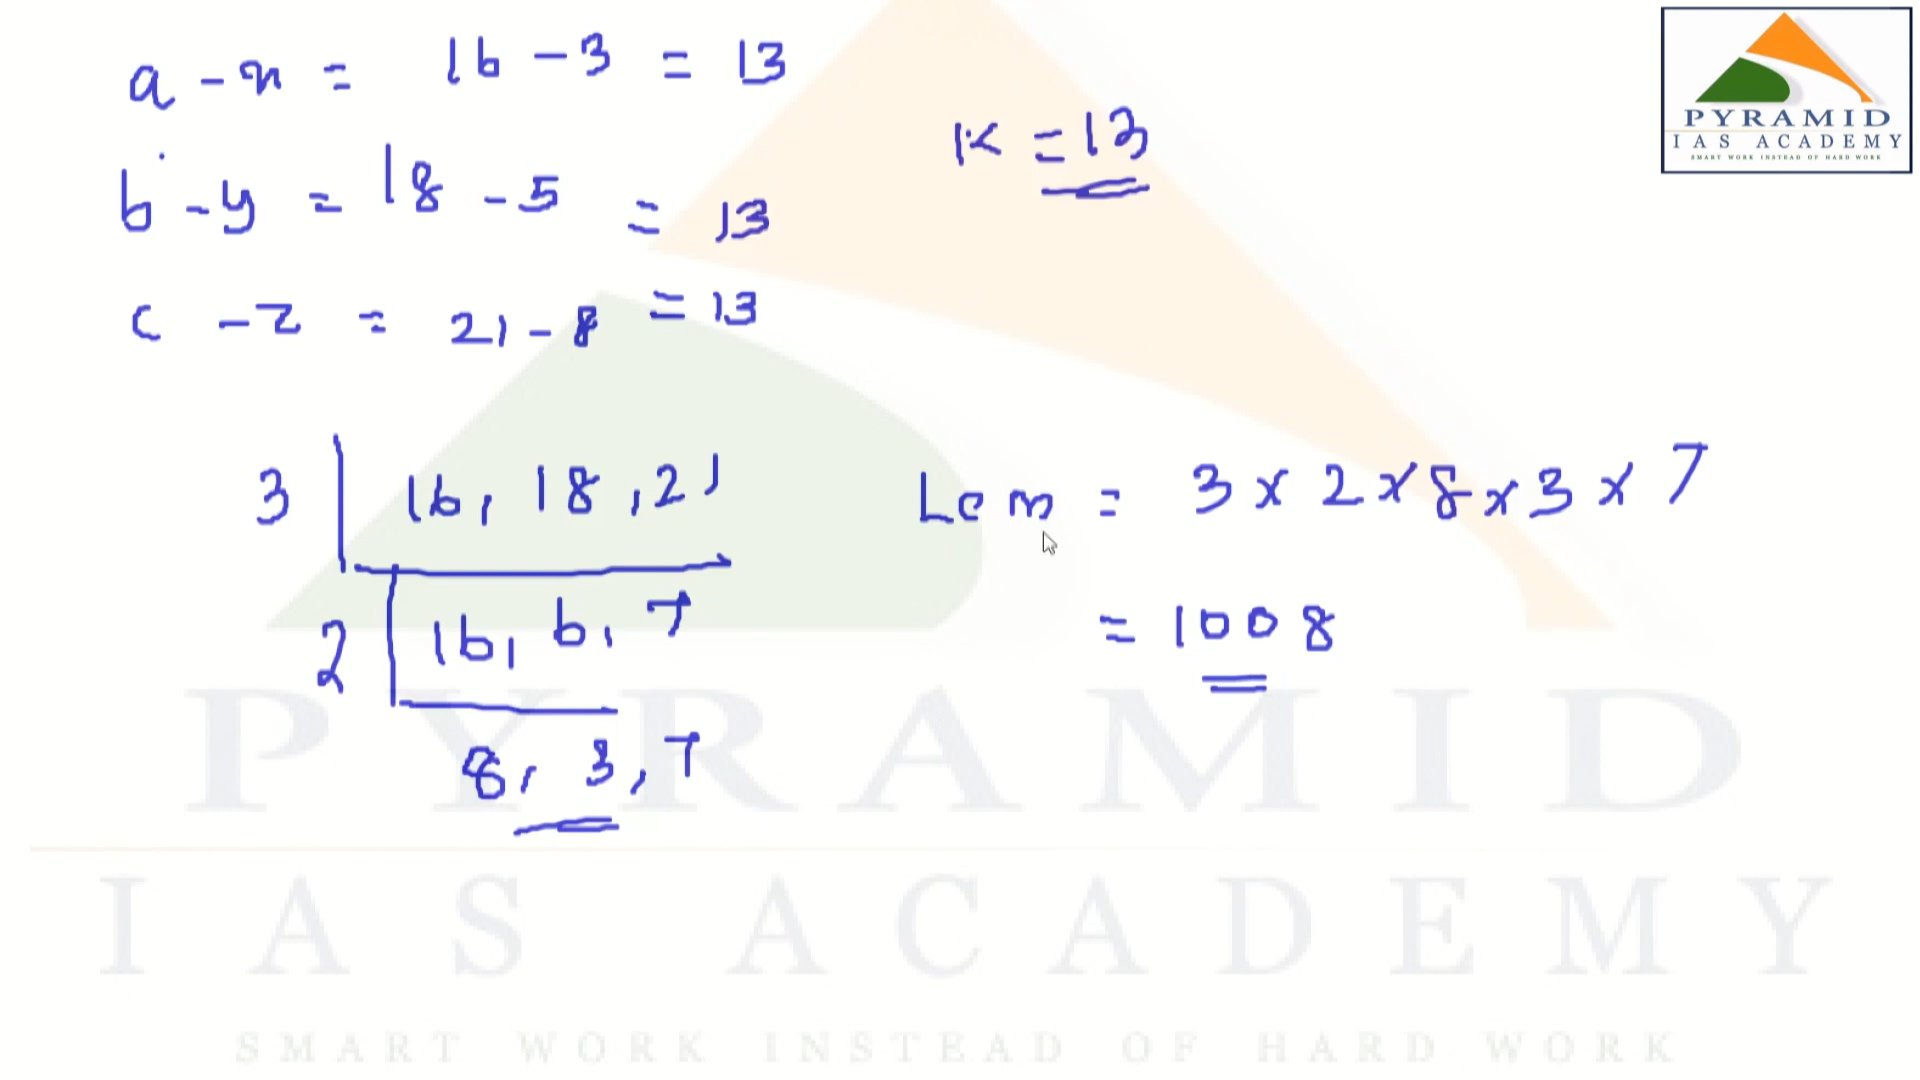 a - x = 16 - 3 = 13
b - y = 18 - 5 = 13
c - z = 21 - 8 = 13
K = 13
3 | 16, 18, 21
2 | 16, 6, 7
8, 3, 7
Lcm = 3 x 2 x 8 x 3 x 7
= 1008
PYRAMID
IAS ACADEMY
SMART WORK INSTEAD OF HARD WORK
PYRAMID
IAS ACADEMY
SMART WORK INSTEAD OF HARD WORK